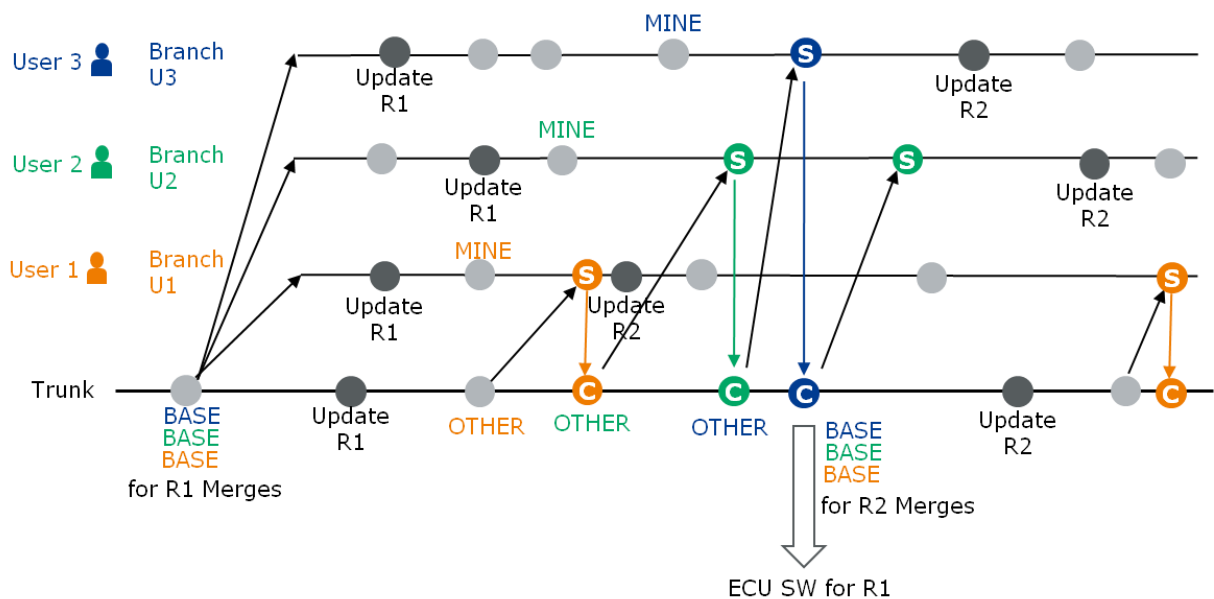 MINE
User 3
Branch
U3
S
Update
R1
Update
R2
MINE
User 2
Branch
U2
S
S
Update
R1
Update
R2
MINE
User 1
Branch
U1
S
S
Update
R1
Update
R2
Trunk
C
C
C
C
Update
R1
Update
R2
BASE
BASE
BASE
for R1 Merges
OTHER
OTHER
OTHER
BASE
BASE
BASE
for R2 Merges
ECU SW for R1